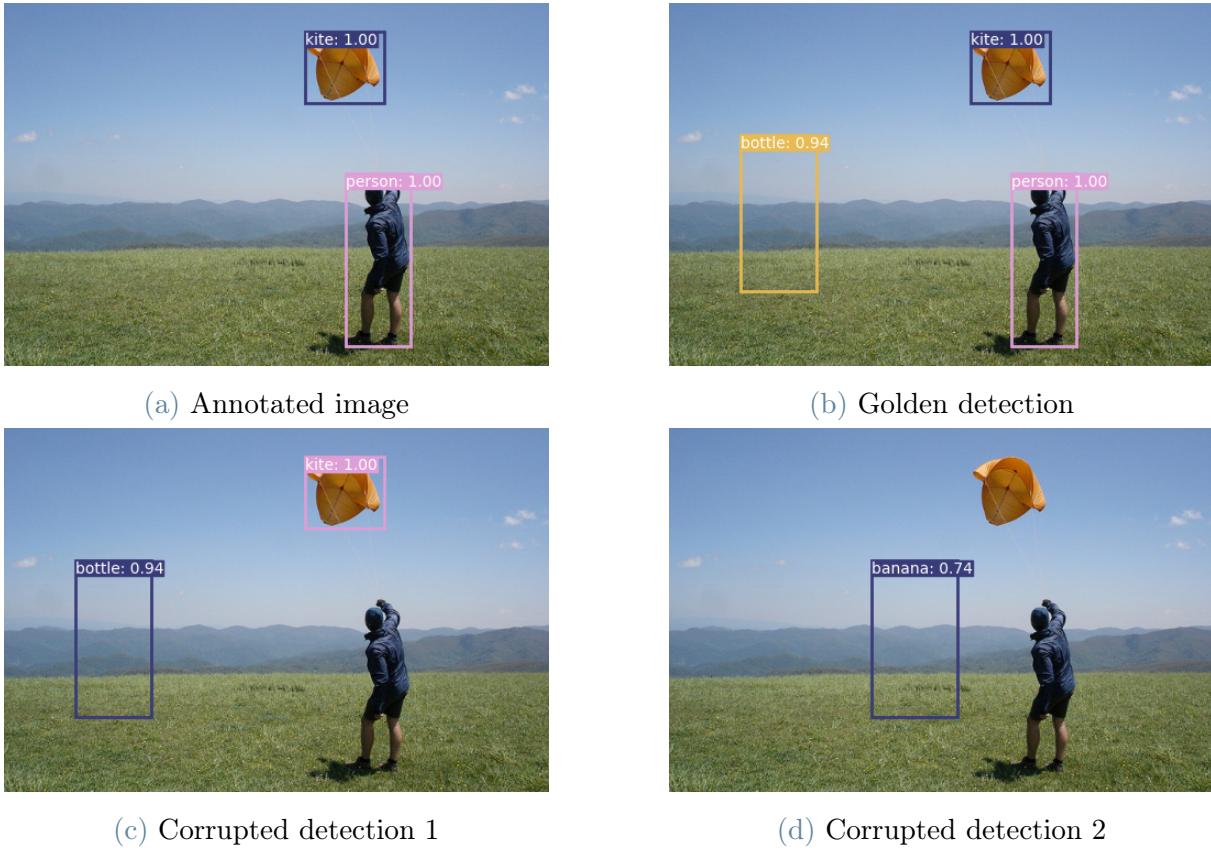 kite: 1.00
kite: 1.00
bottle: 0.94
person: 1.00
person: 1.00
(a) Annotated image
(b) Golden detection
kite: 1.00
bottle: 0.94
banana: 0.74
(c) Corrupted detection 1
(d) Corrupted detection 2